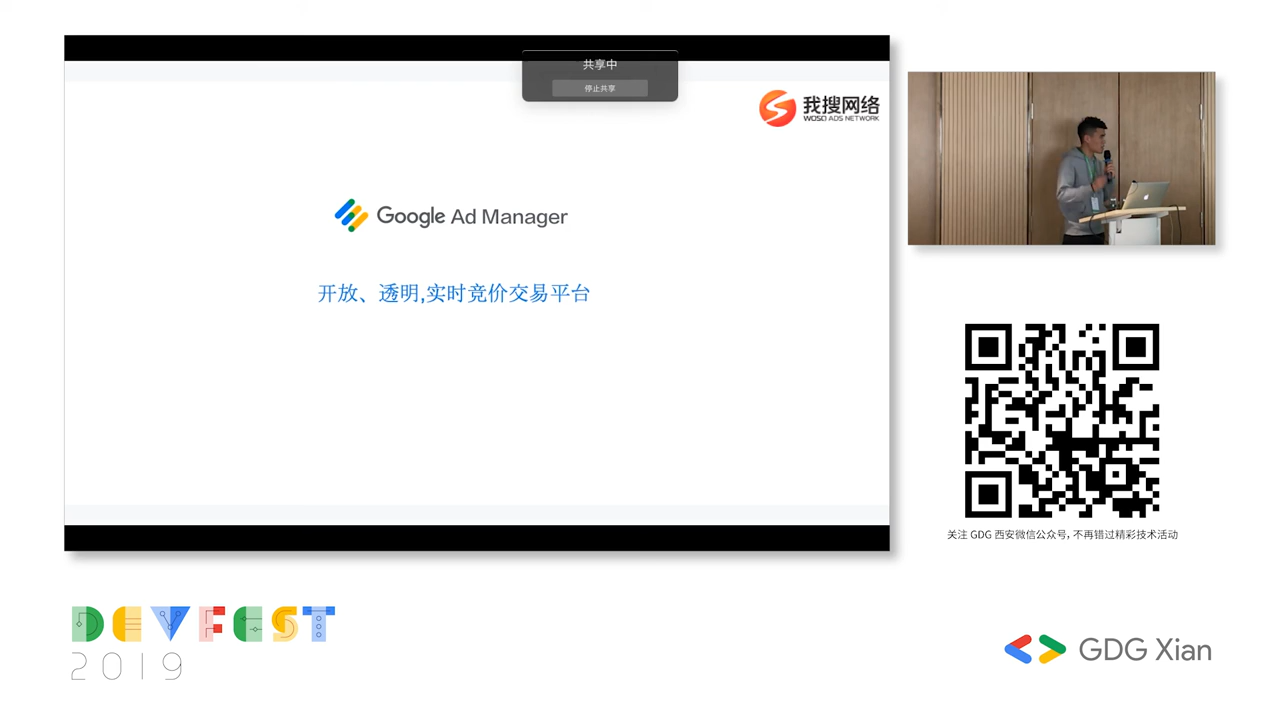 共享中
停止共享
我搜网络
WOSO ADS NETWORK
Google Ad Manager
开放、透明,实时竞价交易平台
关注 GDG 西安微信公众号, 不再错过精彩技术活动
DEVFEST
2019
GDG Xian